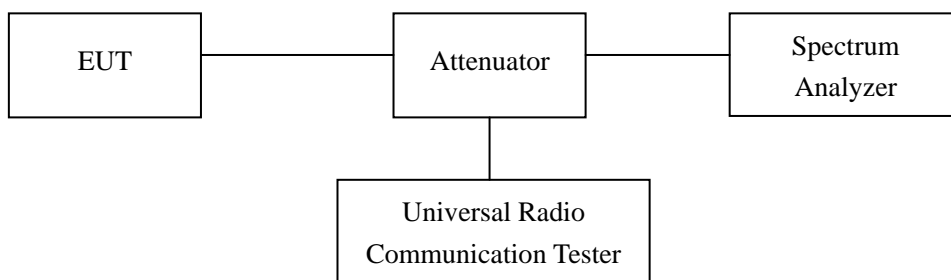 EUT
Attenuator
Spectrum
Analyzer
Universal Radio
Communication Tester